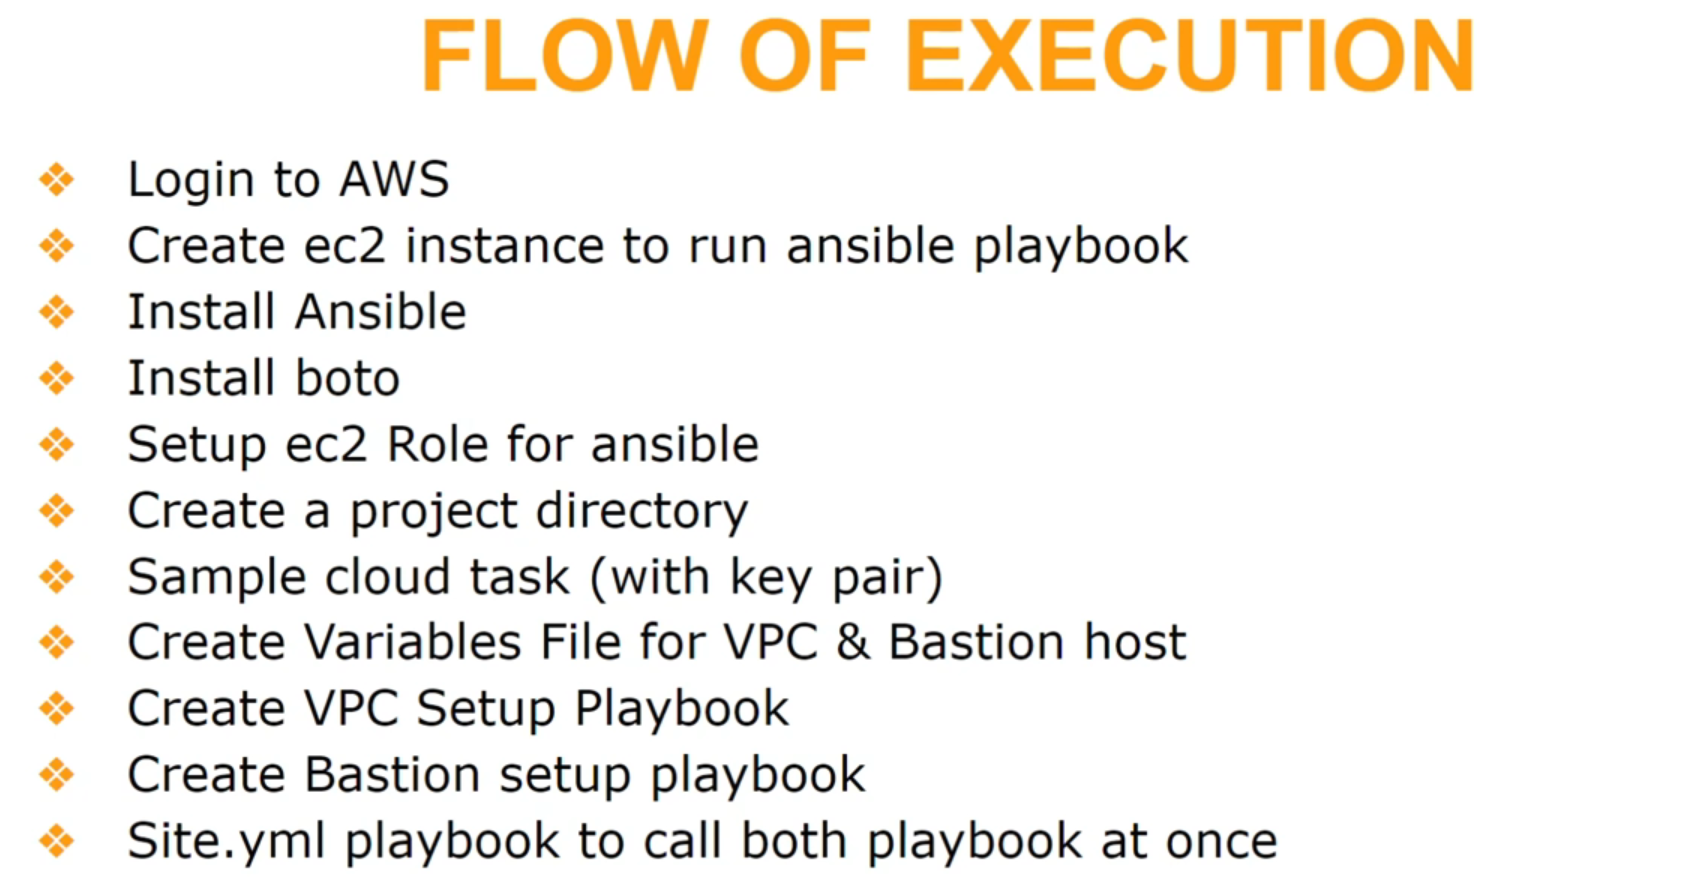 FLOW OF EXECUTION
Login to AWS
Create ec2 instance to run ansible playbook
Install Ansible
Install boto
Setup ec2 Role for ansible
Create a project directory
Sample cloud task (with key pair)
Create Variables File for VPC & Bastion host
Create VPC Setup Playbook
Create Bastion setup playbook
Site.yml playbook to call both playbook at once